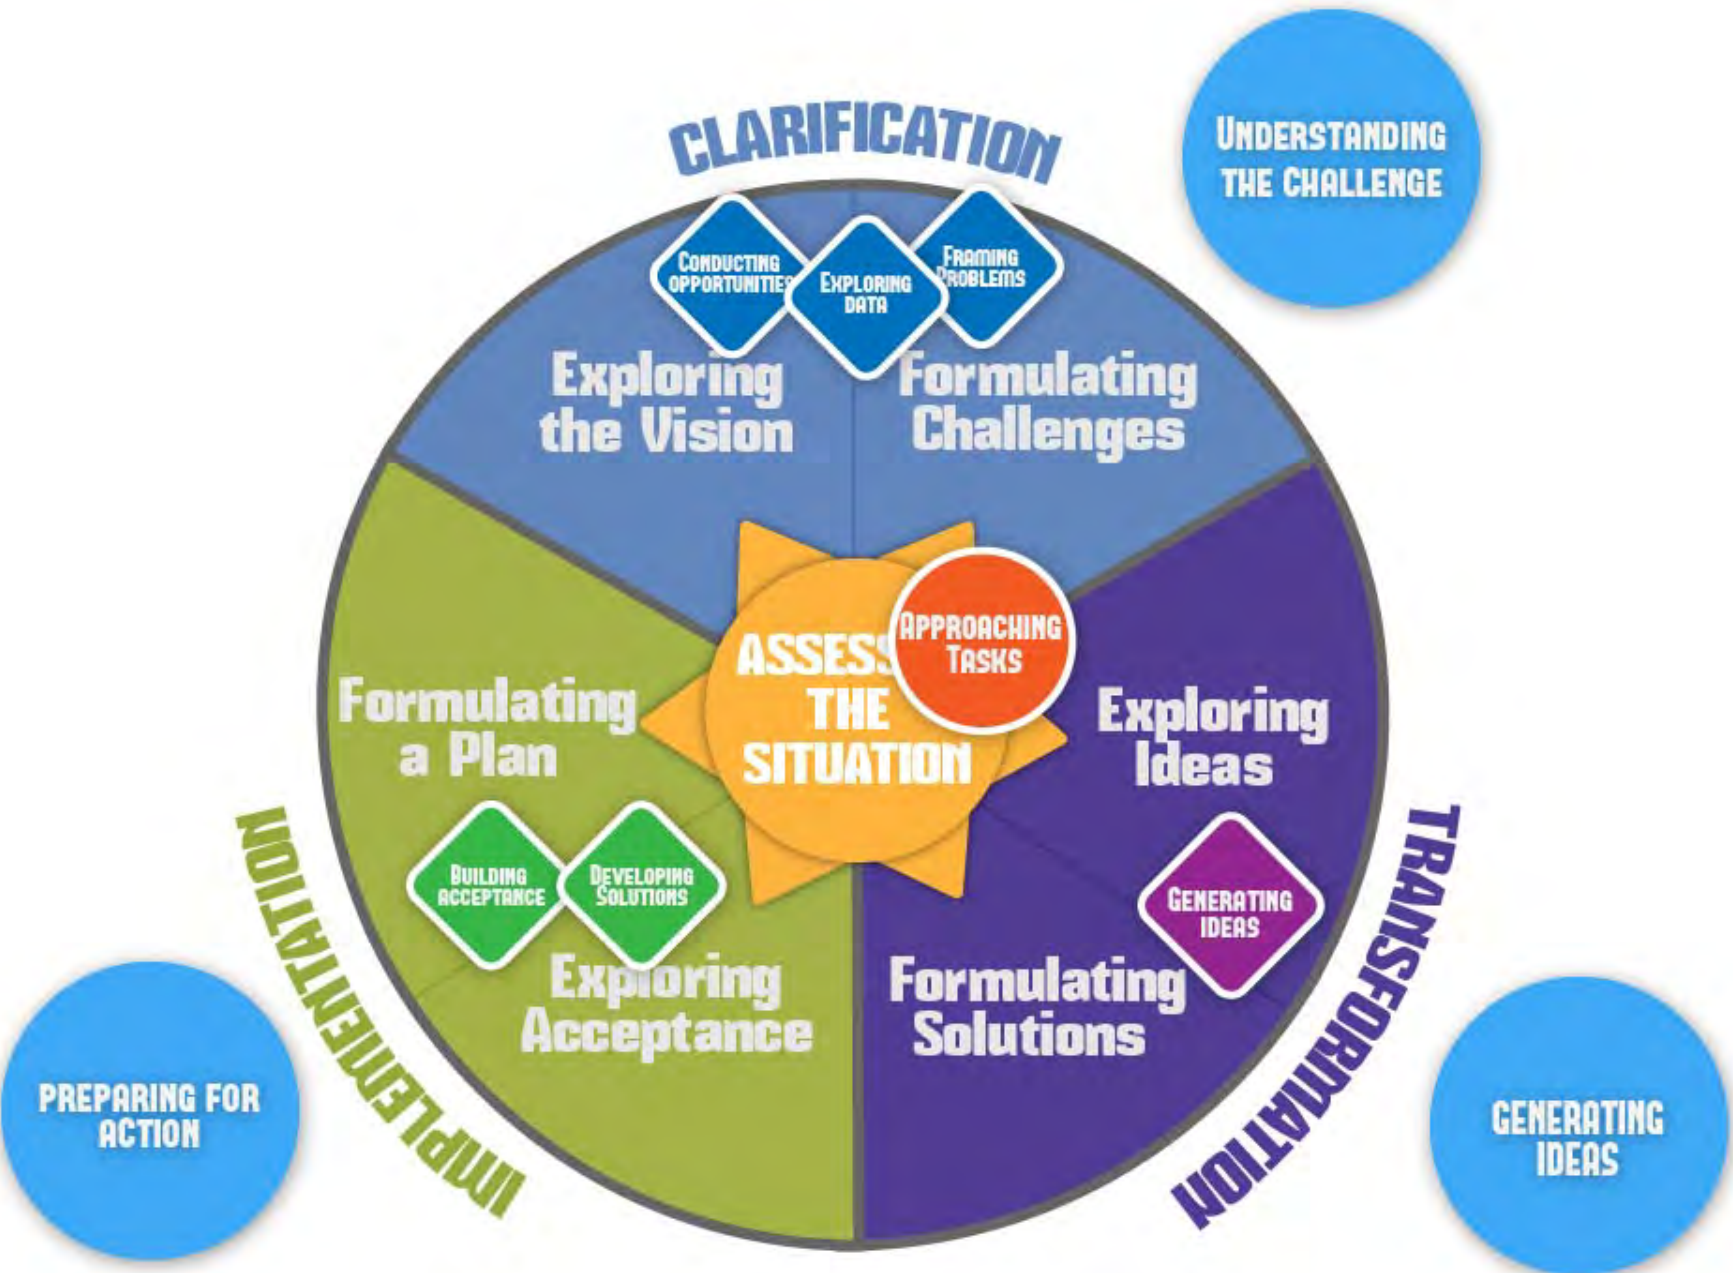 CLARIFICATION
UNDERSTANDING
THE CHALLENGE
CONDUCTING
OPPORTUNITIES
EXPLORING
DATA
FRAMING
PROBLEMS
Exploring
the Vision
Formulating
Challenges
ASSESS
THE
SITUATION
APPROACHING
TASKS
Formulating
a Plan
Exploring
Ideas
BUILDING
ACCEPTANCE
DEVELOPING
SOLUTIONS
GENERATING
IDEAS
Exploring
Acceptance
Formulating
Solutions
IMPLEMENTATION
TRANSFORMATION
PREPARING FOR
ACTION
GENERATING
IDEAS